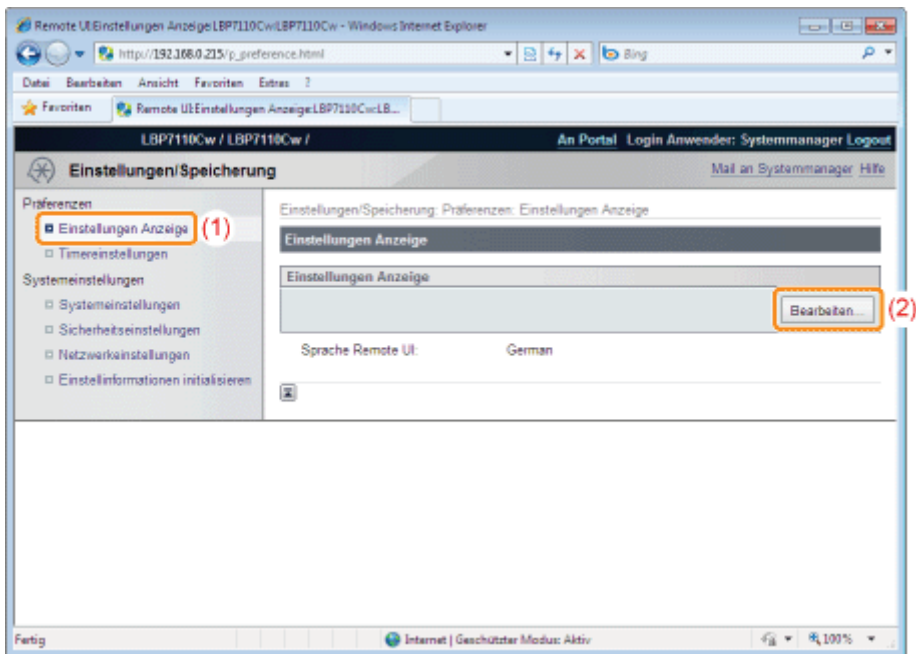 Remote UI:Einstellungen Anzeige:LBP7110Cw:LBP7110Cw - Windows Internet Explorer
http://192.168.0.215/p_preference.html
Bing
Datei Bearbeiten Ansicht Favoriten Extras ?
Favoriten Remote UI:Einstellungen Anzeige:LBP7110Cw:LB...
LBP7110Cw / LBP7110Cw /
An Portal Login Anwender: Systemmanager Logout
Einstellungen/Speicherung
Mail an Systemmanager Hilfe
Präferenzen
Einstellungen Anzeige (1)
Timereinstellungen
Systemeinstellungen
Systemeinstellungen
Sicherheitseinstellungen
Netzwerkeinstellungen
Einstellinformationen initialisieren
Einstellungen/Speicherung: Präferenzen: Einstellungen Anzeige
Einstellungen Anzeige
Einstellungen Anzeige
Bearbeiten... (2)
Sprache Remote UI: German
Fertig
Internet | Geschützter Modus: Aktiv
100%